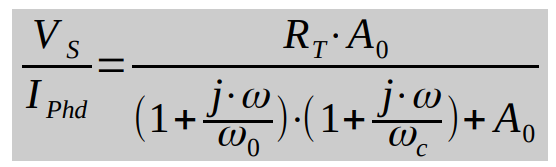 V_S / I_Phd = R_T · A_0 / ((1 + j·ω / ω_0) · (1 + j·ω / ω_c) + A_0)